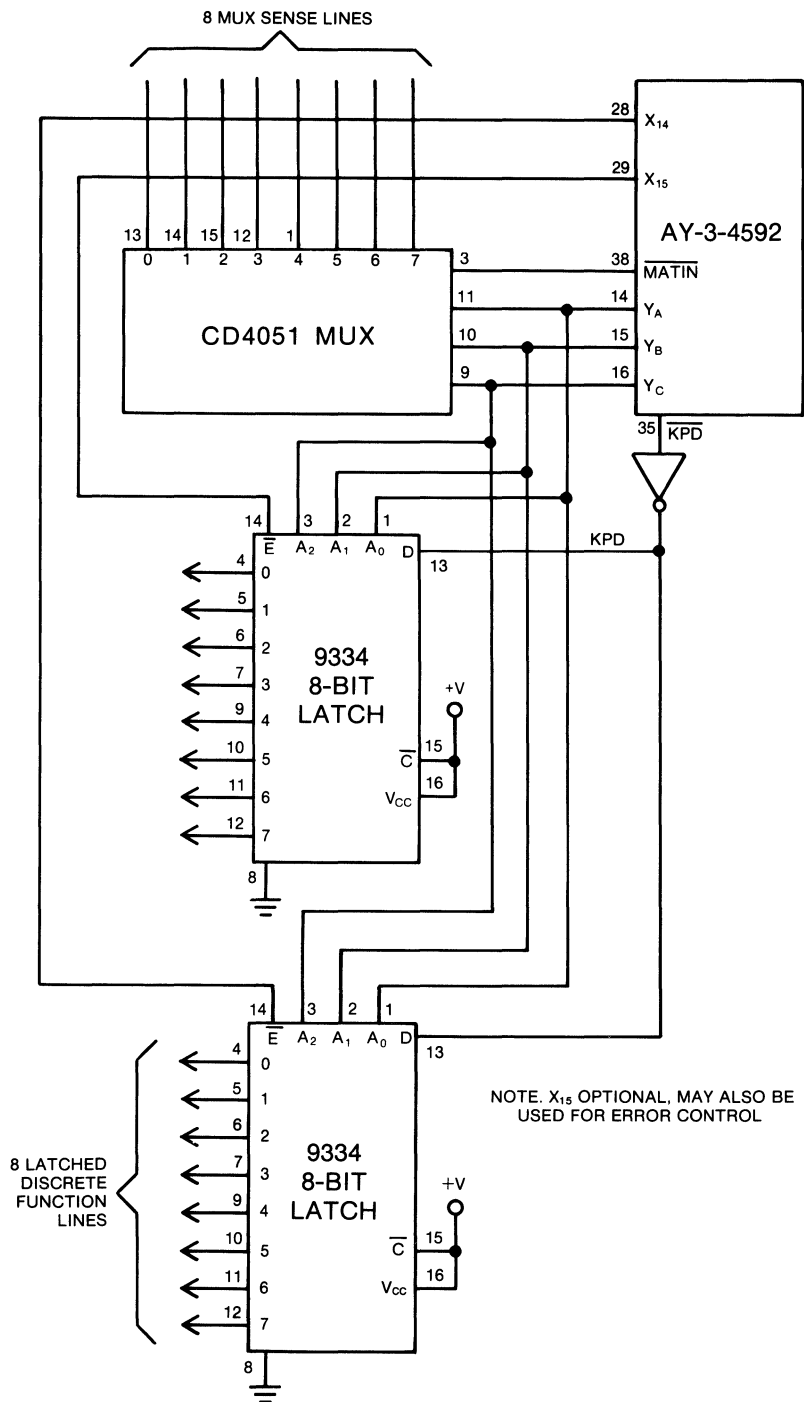 8 MUX SENSE LINES
28 X14
29 X15
AY-3-4592
13 14 15 12 1
0 1 2 3 4 5 6 7
3 38 MATIN
11 14 YA
CD4051 MUX
10 15 YB
9 16 YC
35 KPD
14 3 2 1
E A2 A1 A0 D KPD
13
4 0
5 1
6 2
7 3
9 4
10 5
11 6
12 7
9334
8-BIT
LATCH
+V
C 15
VCC 16
8
14 3 2 1
E A2 A1 A0 D
13
4 0
5 1
6 2
7 3
9 4
10 5
11 6
12 7
9334
8-BIT
LATCH
NOTE. X15 OPTIONAL, MAY ALSO BE
USED FOR ERROR CONTROL
8 LATCHED
DISCRETE
FUNCTION
LINES
+V
C 15
VCC 16
8